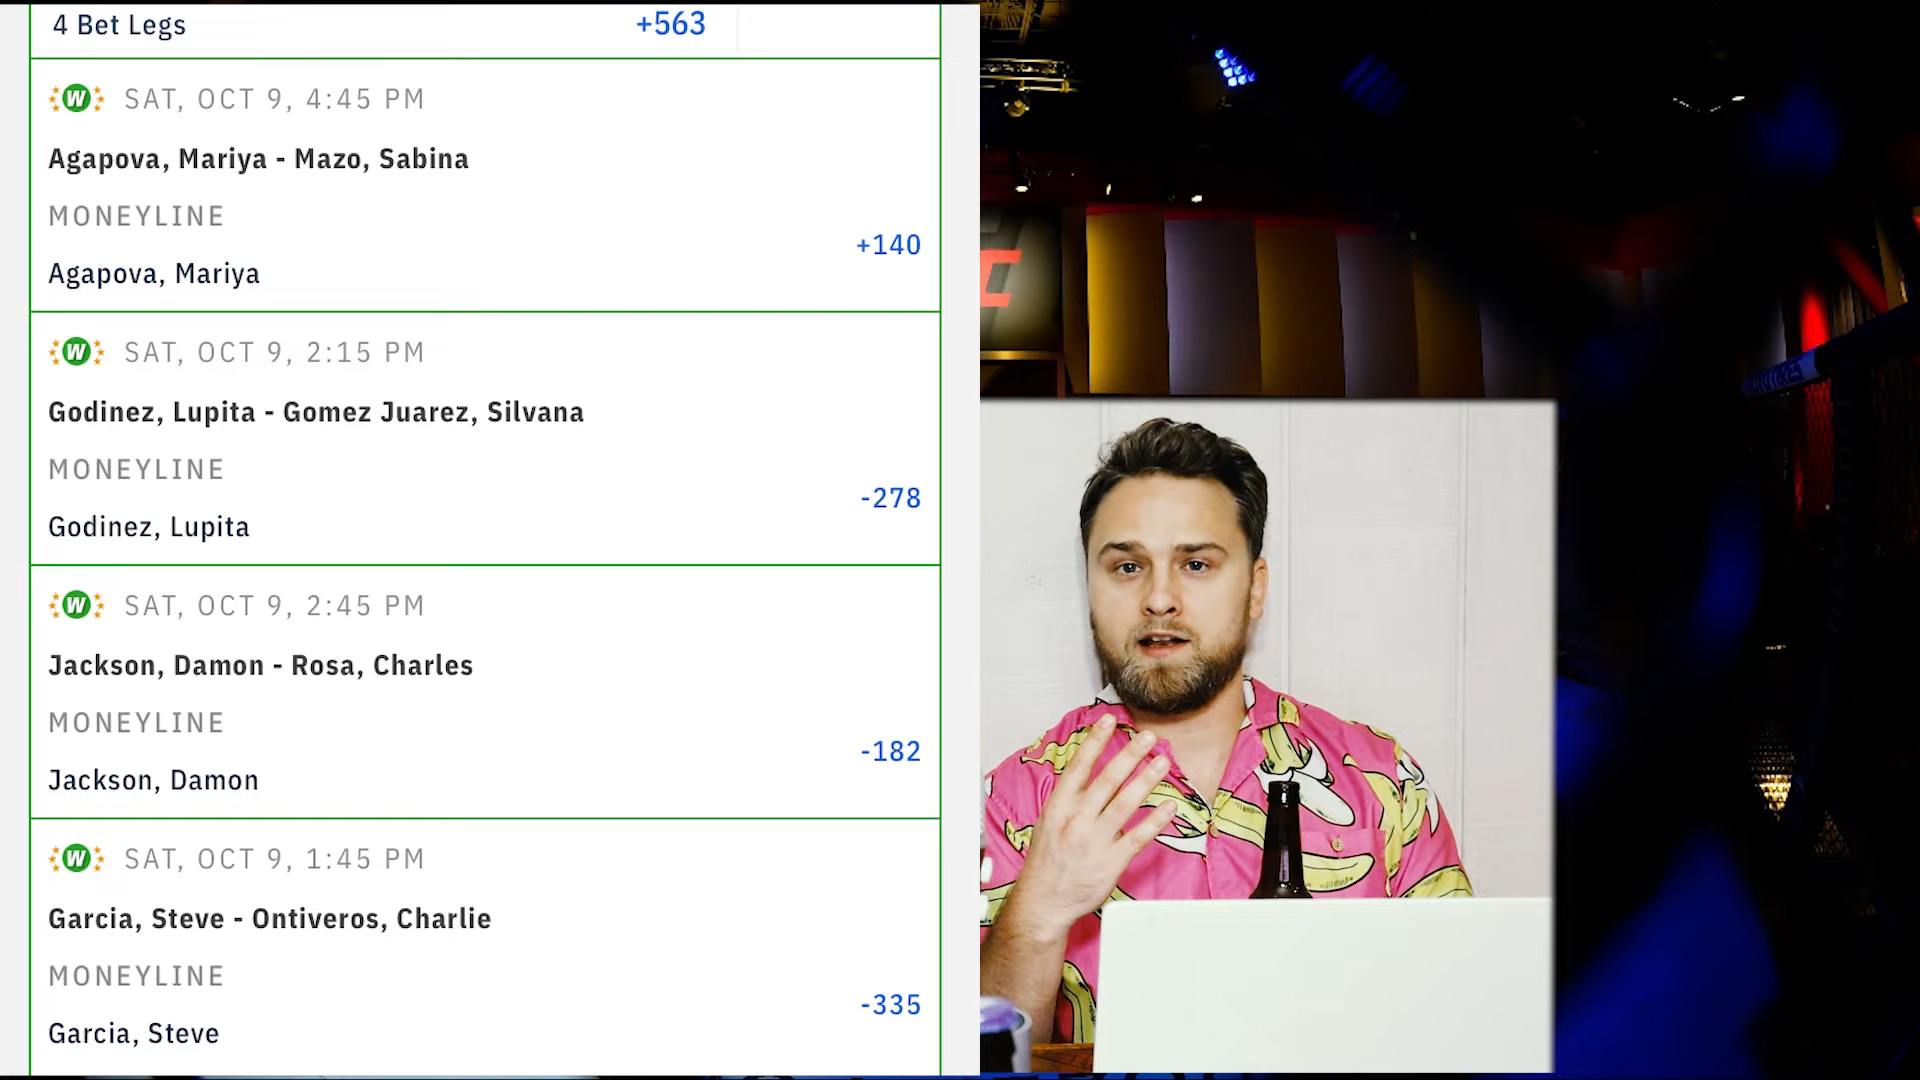 4 Bet Legs +563
W SAT, OCT 9, 4:45 PM
Agapova, Mariya - Mazo, Sabina
MONEYLINE
+140
Agapova, Mariya
W SAT, OCT 9, 2:15 PM
Godinez, Lupita - Gomez Juarez, Silvana
MONEYLINE
-278
Godinez, Lupita
W SAT, OCT 9, 2:45 PM
Jackson, Damon - Rosa, Charles
MONEYLINE
-182
Jackson, Damon
W SAT, OCT 9, 1:45 PM
Garcia, Steve - Ontiveros, Charlie
MONEYLINE
-335
Garcia, Steve